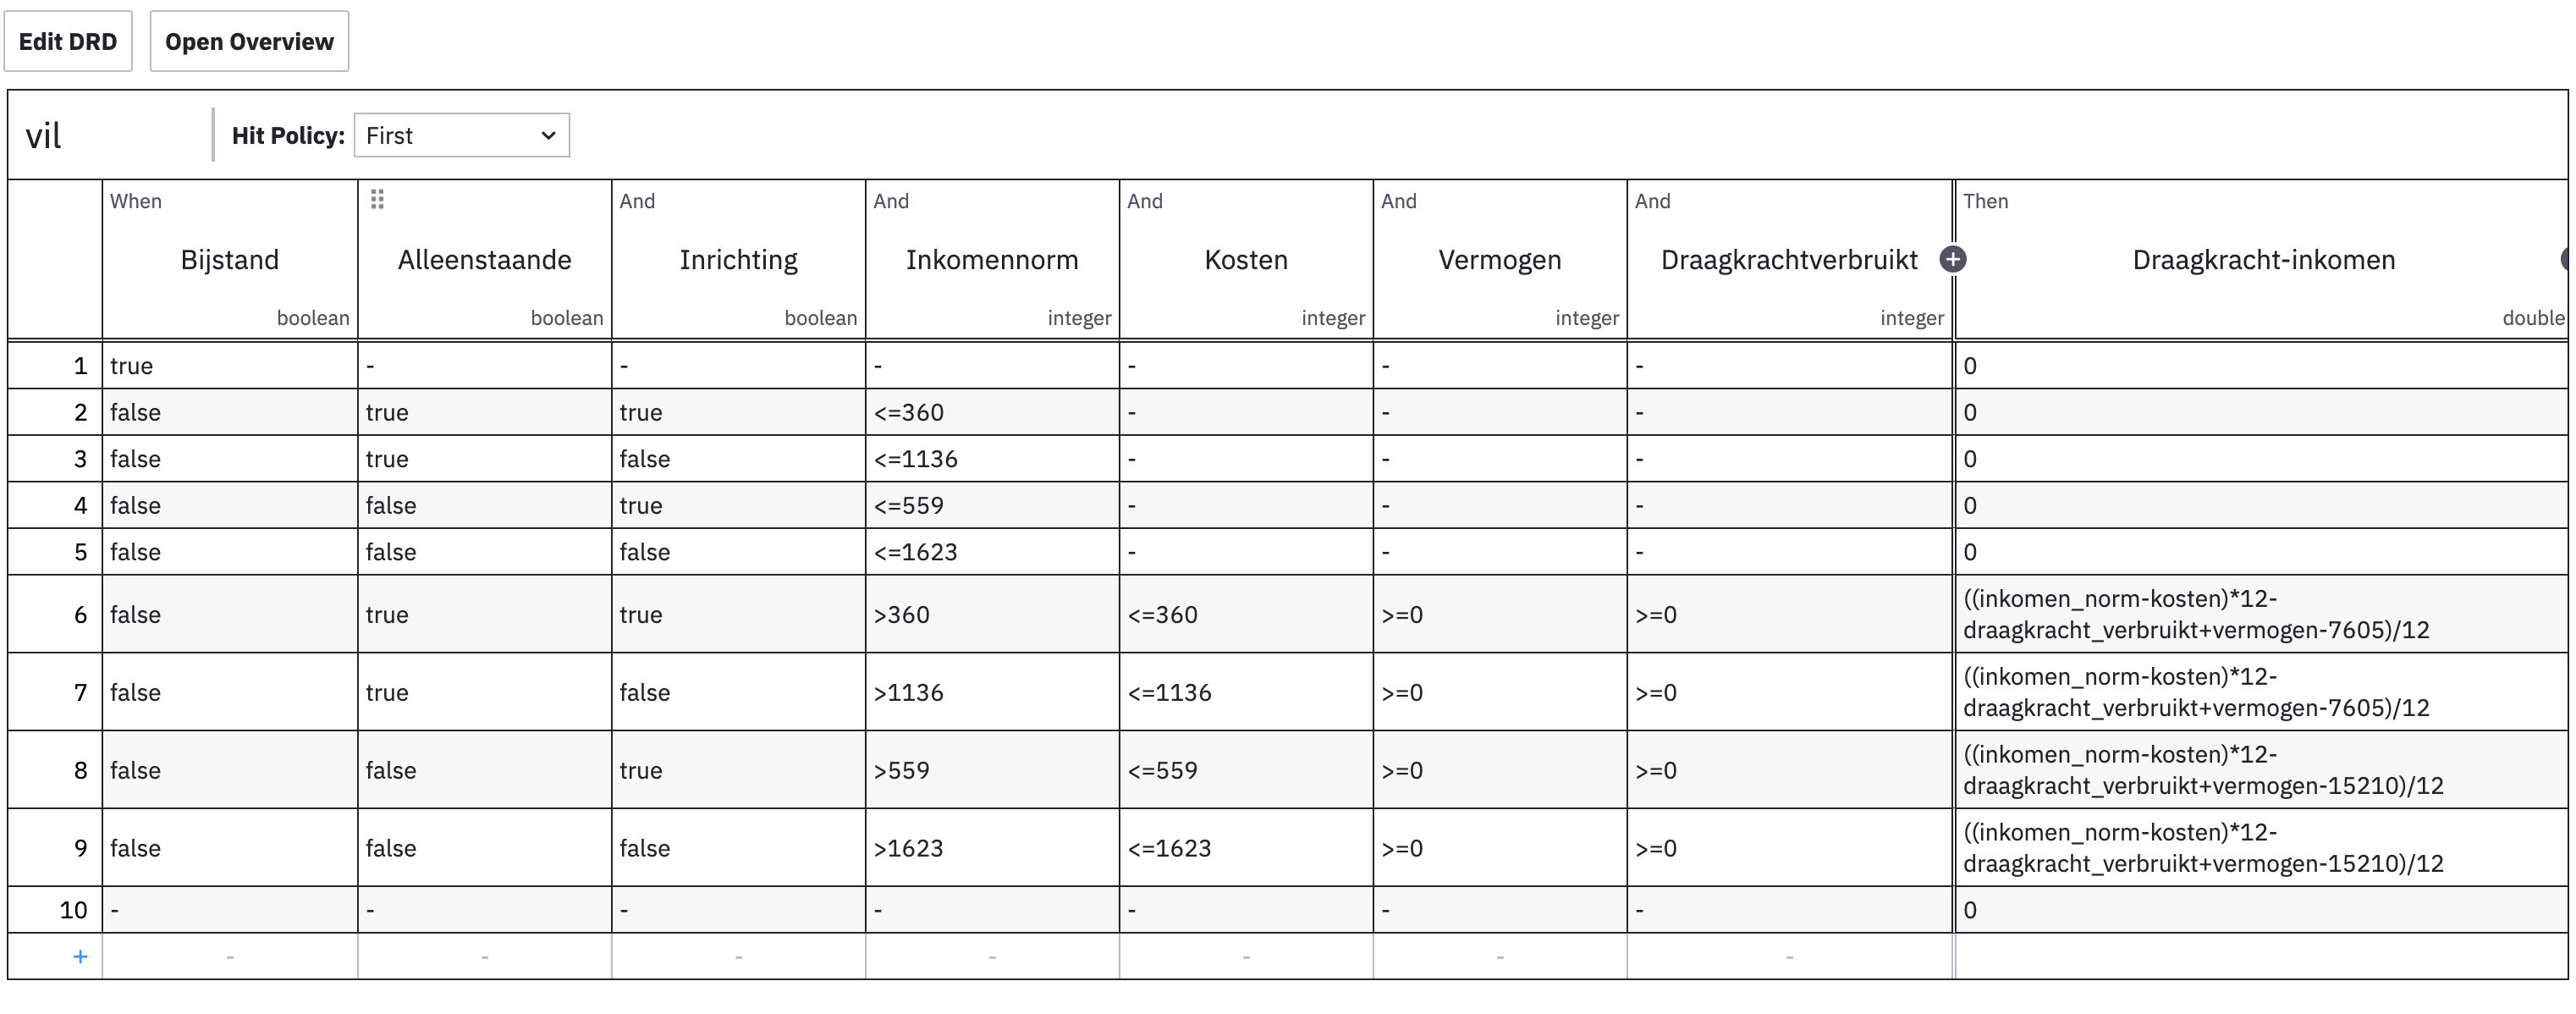 Edit DRD Open Overview
vil Hit Policy: First
When And And And And And Then
Bijstand Alleenstaande Inrichting Inkomennorm Kosten Vermogen Draagkrachtverbruikt + Draagkracht-inkomen
boolean boolean boolean integer integer integer integer double
1 true - - - - - - 0
2 false true true <=360 - - - 0
3 false true false <=1136 - - - 0
4 false false true <=559 - - - 0
5 false false false <=1623 - - - 0
6 false true true >360 <=360 >=0 >=0 ((inkomen_norm-kosten)*12-
draagkracht_verbruikt+vermogen-7605)/12
7 false true false >1136 <=1136 >=0 >=0 ((inkomen_norm-kosten)*12-
draagkracht_verbruikt+vermogen-7605)/12
8 false false true >559 <=559 >=0 >=0 ((inkomen_norm-kosten)*12-
draagkracht_verbruikt+vermogen-15210)/12
9 false false false >1623 <=1623 >=0 >=0 ((inkomen_norm-kosten)*12-
draagkracht_verbruikt+vermogen-15210)/12
10 - - - - - - - 0
+ - - - - - - -